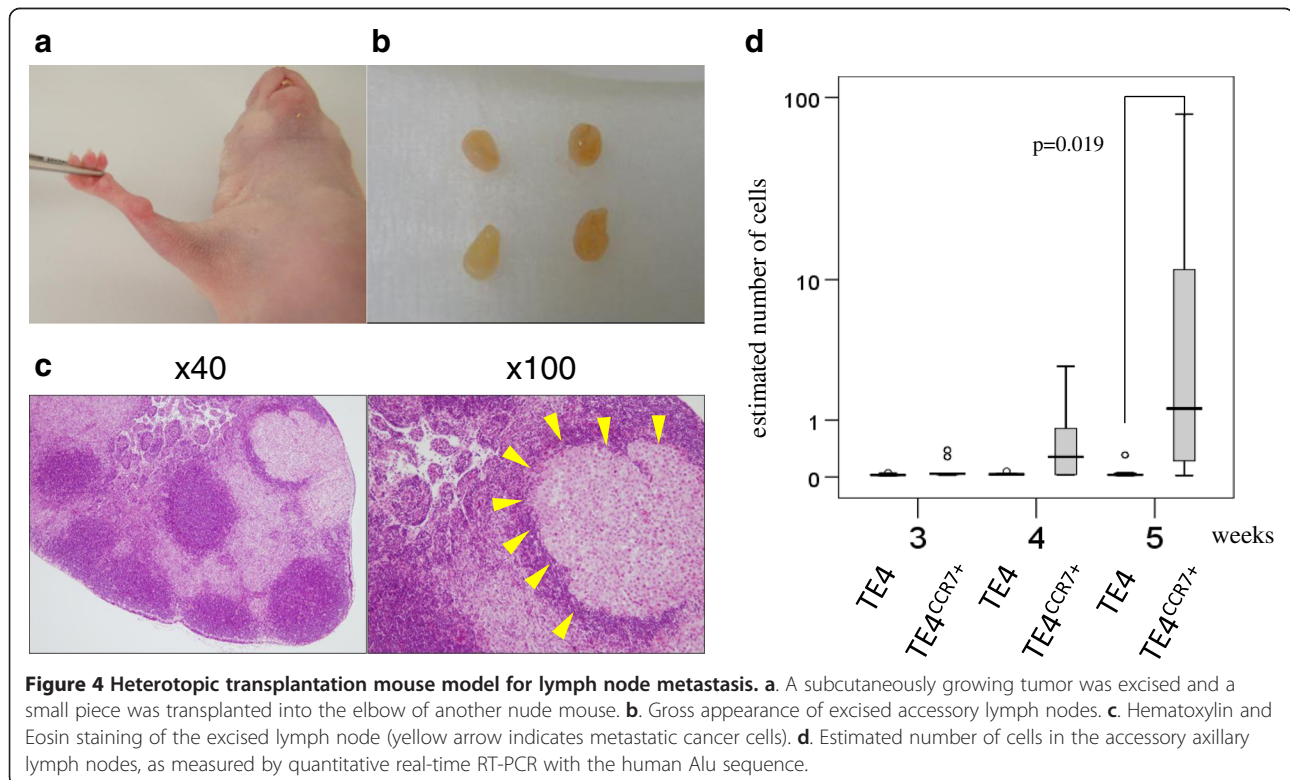 a
b
d
100
p=0.019
10
1
0
estimated number of cells
3
4
5
weeks
TE4
TE4CCR7+
TE4
TE4CCR7+
TE4
TE4CCR7+
c
x40
x100
Figure 4 Heterotopic transplantation mouse model for lymph node metastasis. a. A subcutaneously growing tumor was excised and a
small piece was transplanted into the elbow of another nude mouse. b. Gross appearance of excised accessory lymph nodes. c. Hematoxylin and
Eosin staining of the excised lymph node (yellow arrow indicates metastatic cancer cells). d. Estimated number of cells in the accessory axillary
lymph nodes, as measured by quantitative real-time RT-PCR with the human Alu sequence.